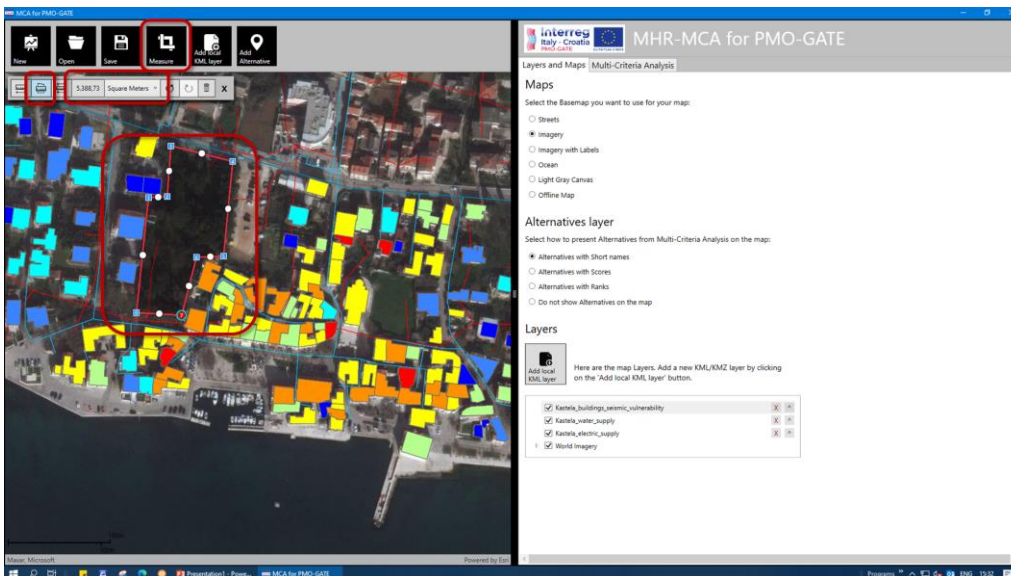 MCA for PMO-GATE
New
Open
Save
Measure
Add local
KML layer
Add
Alternative
5.388,73 Square Meters
X
Maxar, Microsoft
Powered by Esri
Interreg
Italy - Croatia
PMO-GATE
MHR-MCA for PMO-GATE
Layers and Maps
Multi-Criteria Analysis
Maps
Select the Basemap you want to use for your map:
Streets
Imagery
Imagery with Labels
Ocean
Light Gray Canvas
Offline Map
Alternatives layer
Select how to present Alternatives from Multi-Criteria Analysis on the map:
Alternatives with Short names
Alternatives with Scores
Alternatives with Ranks
Do not show Alternatives on the map
Layers
Add local
KML layer
Here are the map Layers. Add a new KML/KMZ layer by clicking
on the 'Add local KML layer' button.
Kastela_buildings_seismic_vulnerability X
Kastela_water_supply X
Kastela_electric_supply X
World Imagery
Presentation1 - Powe... MCA for PMO-GATE
Programs ENG 15:32